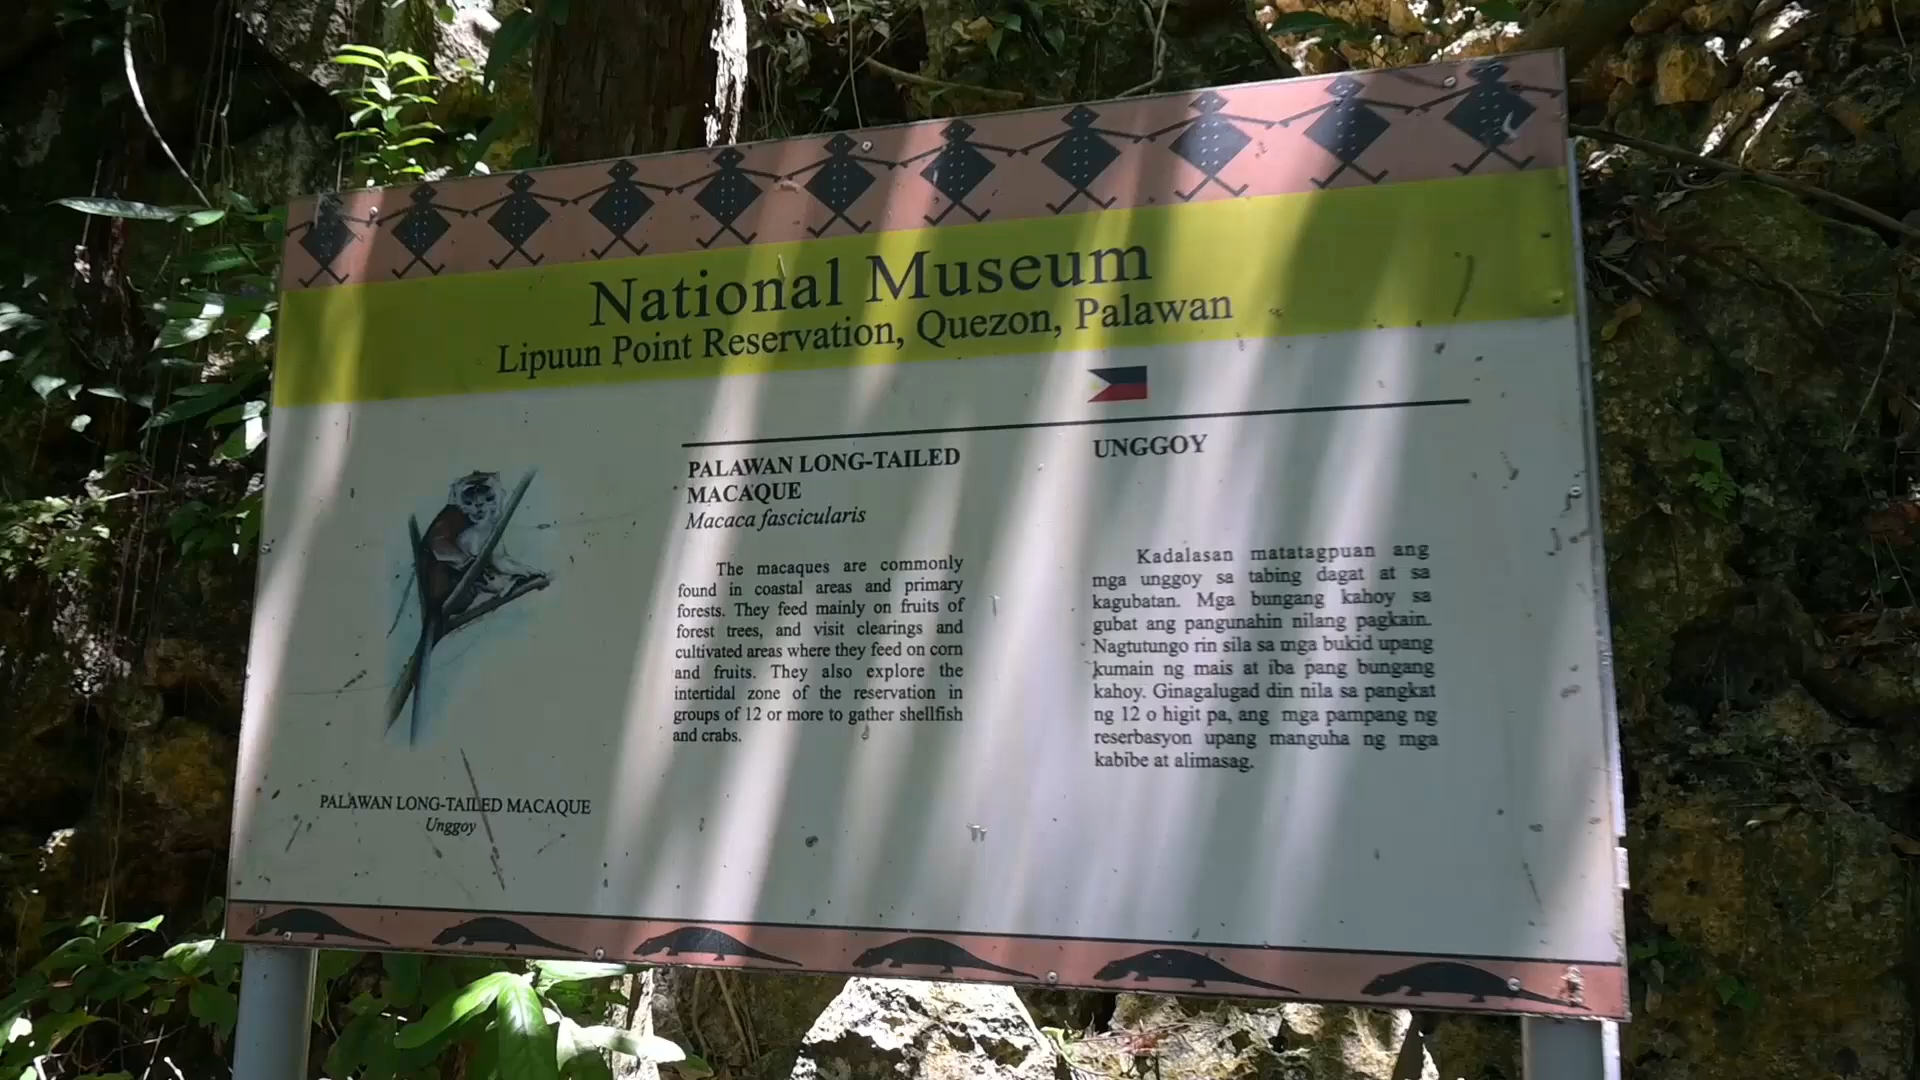 National Museum
Lipuun Point Reservation, Quezon, Palawan
PALAWAN LONG-TAILED
MACAQUE
Macaca fascicularis
The macaques are commonly
found in coastal areas and primary
forests. They feed mainly on fruits of
forest trees, and visit clearings and
cultivated areas where they feed on corn
and fruits. They also explore the
intertidal zone of the reservation in
groups of 12 or more to gather shellfish
and crabs.
UNGGOY
Kadalasan matatagpuan ang
mga unggoy sa tabing dagat at sa
kagubatan. Mga bungang kahoy sa
gubat ang pangunahin nilang pagkain.
Nagtutungo rin sila sa mga bukid upang
kumain ng mais at iba pang bungang
kahoy. Ginagalugad din nila sa pangkat
ng 12 o higit pa, ang mga pampang ng
reserbasyon upang manguha ng mga
kabibe at alimasag.
PALAWAN LONG-TAILED MACAQUE
Unggoy